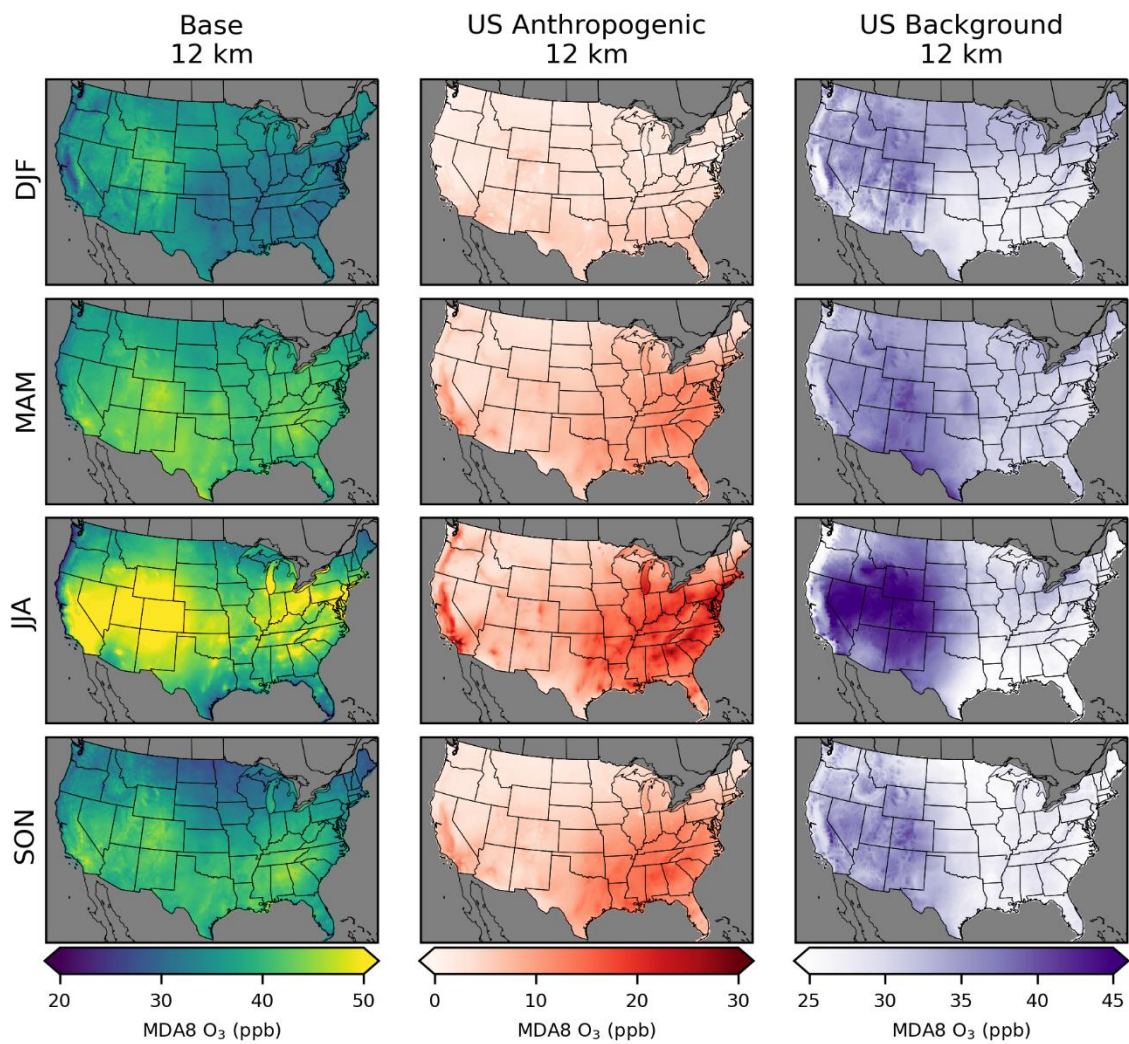 Base
12 km
US Anthropogenic
12 km
US Background
12 km
DJF
MAM
JJA
SON
20 30 40 50
MDA8 O₃ (ppb)
0 10 20 30
MDA8 O₃ (ppb)
25 30 35 40 45
MDA8 O₃ (ppb)